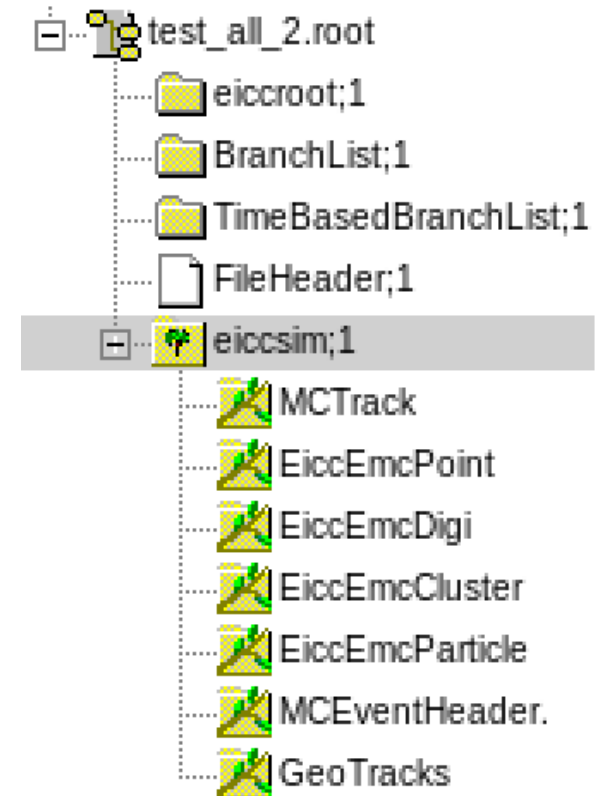 test_all_2.root
eiccroot;1
BranchList;1
TimeBasedBranchList;1
FileHeader;1
eiccsim;1
MCTrack
EiccEmcPoint
EiccEmcDigi
EiccEmcCluster
EiccEmcParticle
MCEventHeader.
GeoTracks